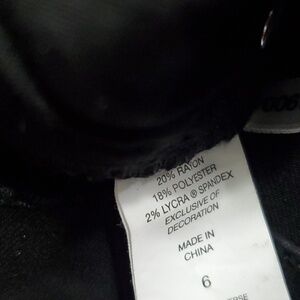 20% RAYON
18% POLYESTER
2% LYCRA ® SPANDEX
EXCLUSIVE OF
DECORATION
MADE IN
CHINA
6